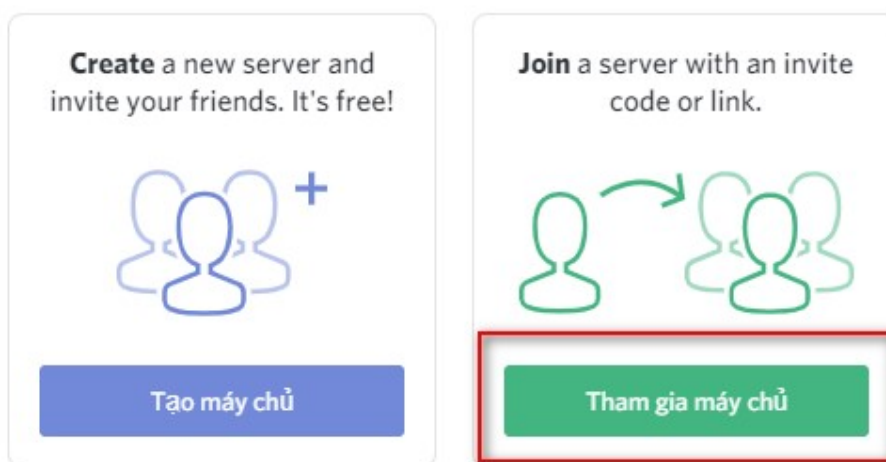 Create a new server and
invite your friends. It's free!
Tạo máy chủ
Join a server with an invite
code or link.
Tham gia máy chủ